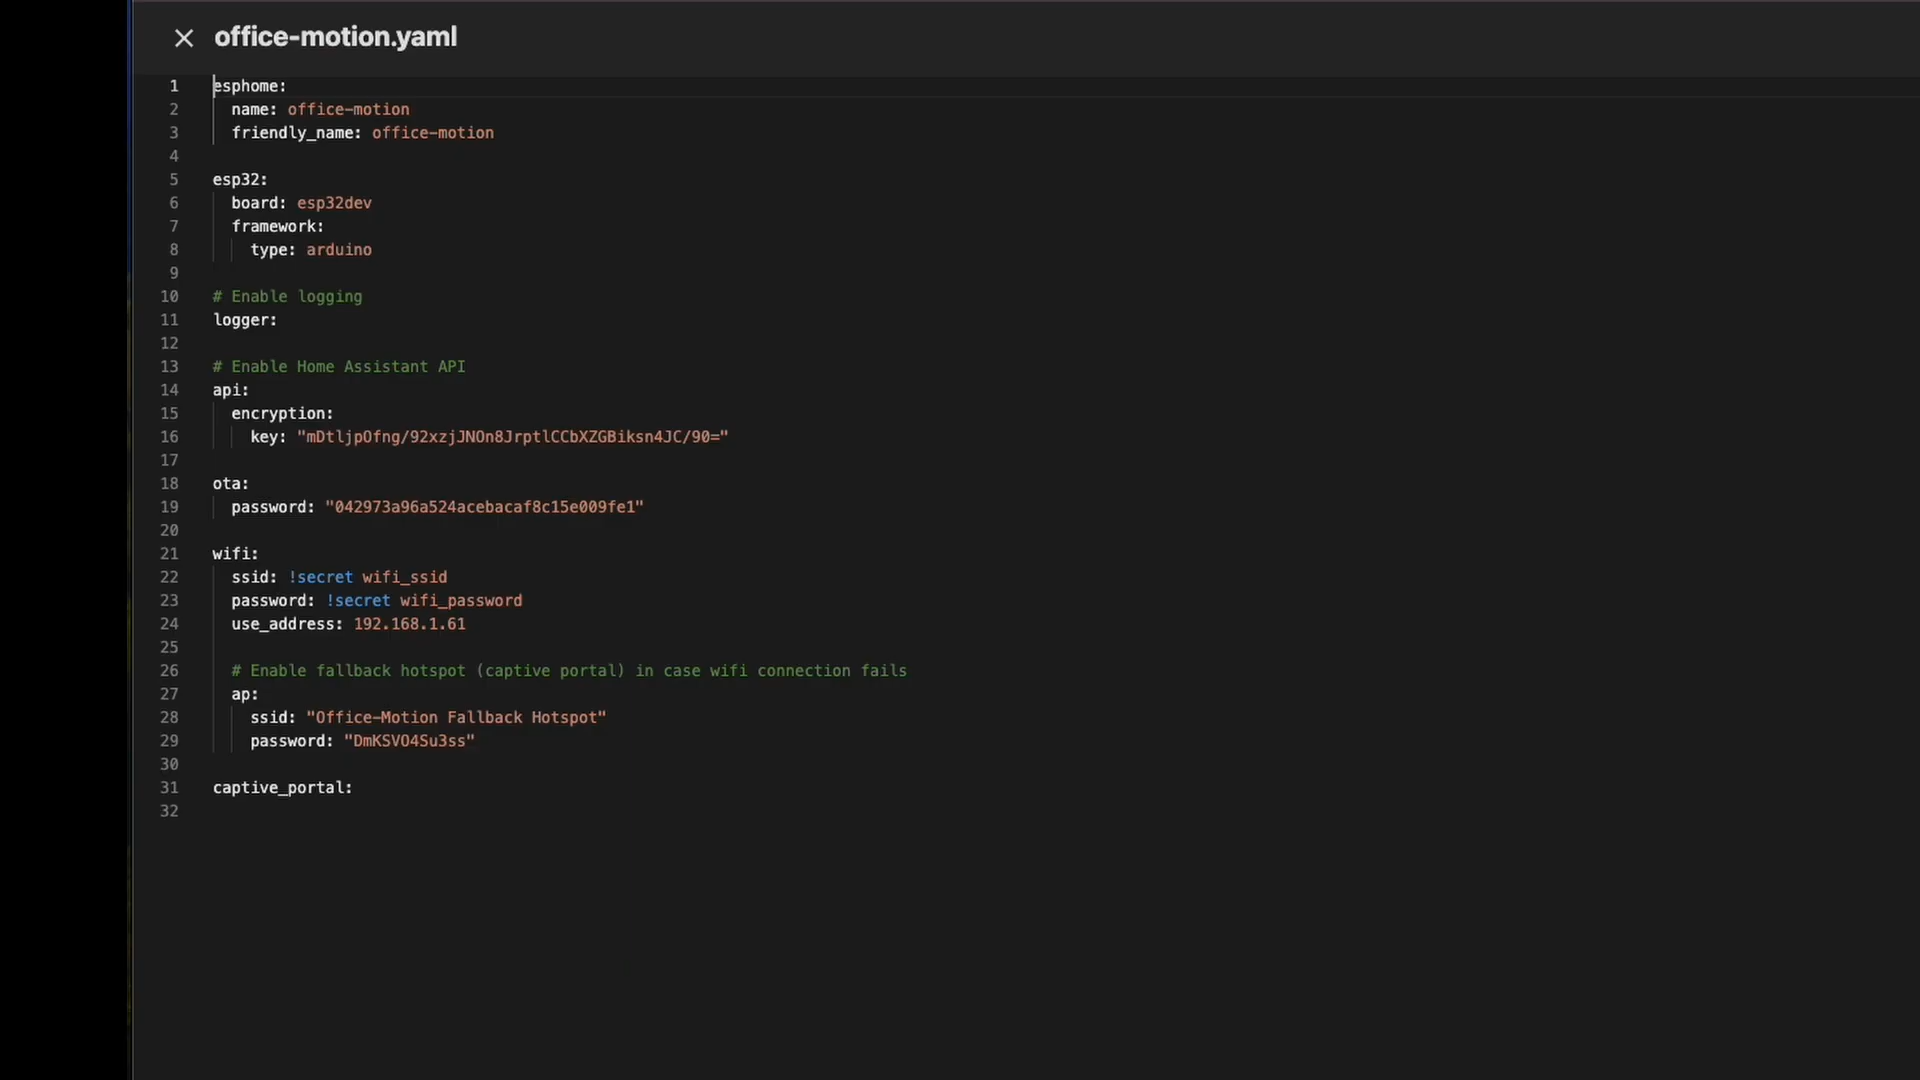 office-motion.yaml
1 esphome:
2 name: office-motion
3 friendly_name: office-motion
4
5 esp32:
6 board: esp32dev
7 framework:
8 type: arduino
9
10 # Enable logging
11 logger:
12
13 # Enable Home Assistant API
14 api:
15 encryption:
16 key: "mDtljpOfng/92xzjJNOn8JrptlCCbXZGBiksn4JC/90="
17
18 ota:
19 password: "042973a96a524acebacaf8c15e009fe1"
20
21 wifi:
22 ssid: !secret wifi_ssid
23 password: !secret wifi_password
24 use_address: 192.168.1.61
25
26 # Enable fallback hotspot (captive portal) in case wifi connection fails
27 ap:
28 ssid: "Office-Motion Fallback Hotspot"
29 password: "DmKSVO4Su3ss"
30
31 captive_portal:
32